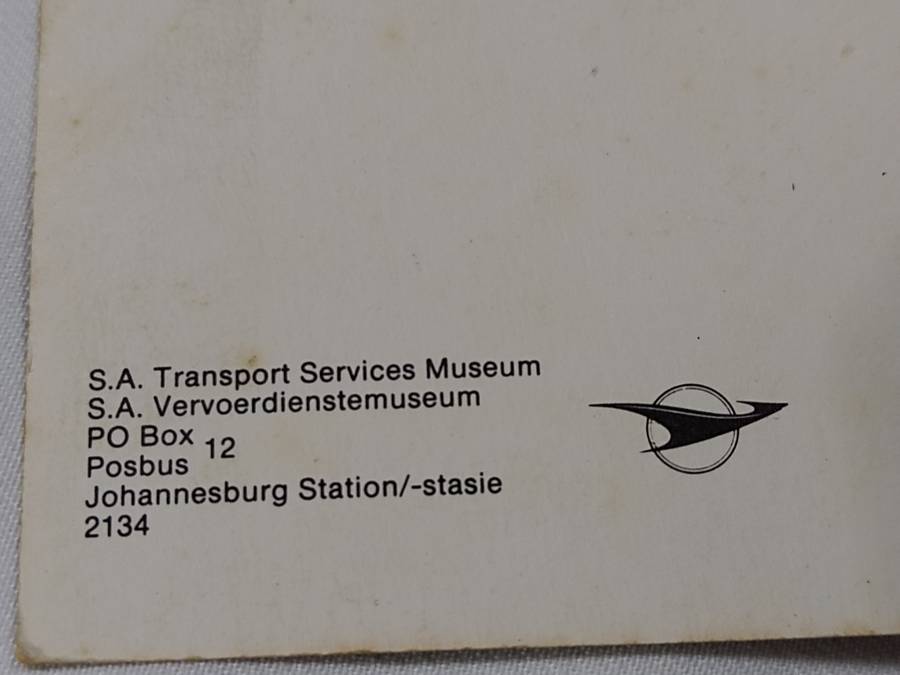 S.A. Transport Services Museum
S.A. Vervoerdienstemuseum
PO Box
12
Posbus
Johannesburg Station/-stasie
2134